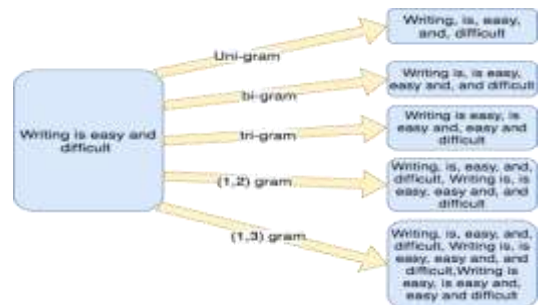 Writing is easy and
difficult
Uni-gram
Writing, is, easy,
and, difficult
bi-gram
Writing is, is easy,
easy and, and difficult
tri-gram
Writing is easy, is
easy and, easy and
difficult
(1,2) gram
Writing, is, easy, and,
difficult, Writing is, is
easy, easy and, and
difficult
(1,3) gram
Writing, is, easy, and,
difficult, Writing is, is
easy, easy and, and
difficult,Writing is
easy, is easy and,
easy and difficult